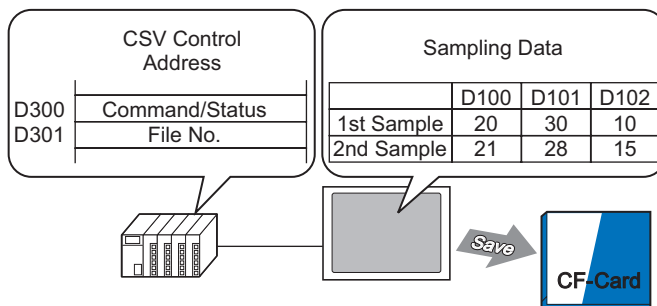 CSV Control
Address
D300 Command/Status
D301 File No.
Sampling Data
D100 D101 D102
1st Sample 20 30 10
2nd Sample 21 28 15
Save
CF-Card